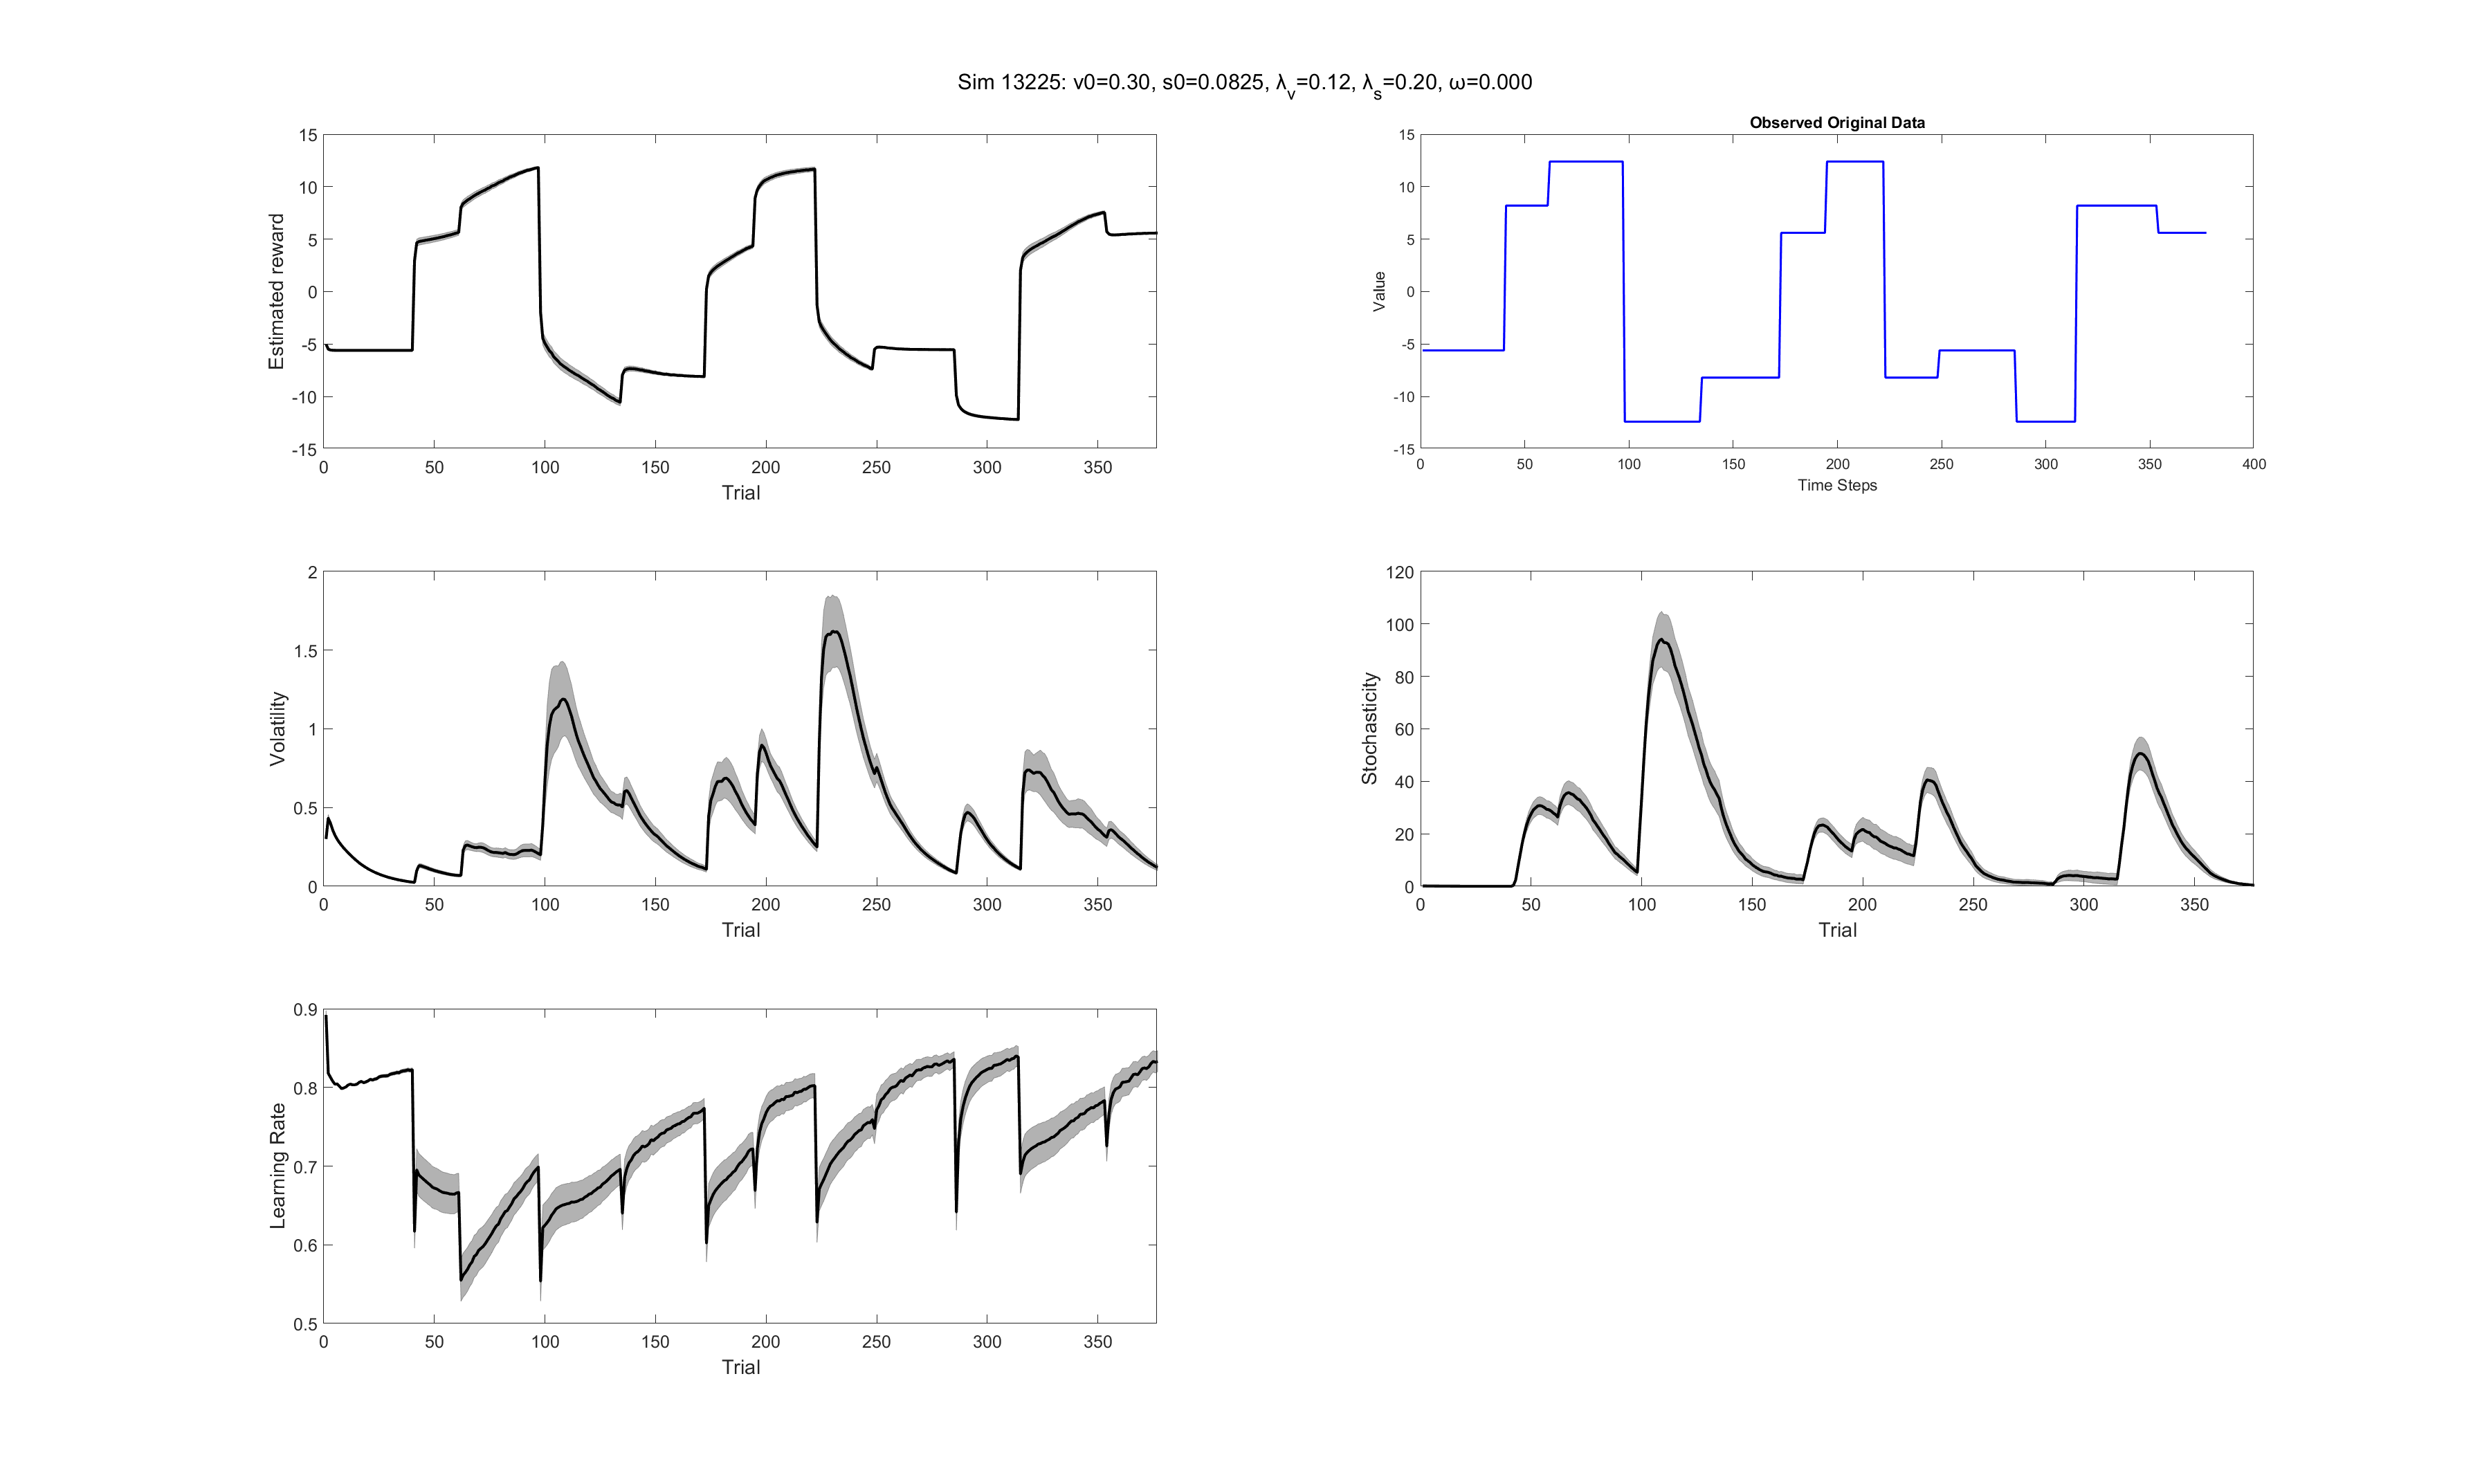 Sim 13225: v0=0.30, s0=0.0825, λv=0.12, λs=0.20, ω=0.000
15
10
5
0
-5
-10
-15
Estimated reward
0 50 100 150 200 250 300 350
Trial
Observed Original Data
15
10
5
0
-5
-10
-15
Value
0 50 100 150 200 250 300 350 400
Time Steps
2
1.5
1
0.5
0
Volatility
0 50 100 150 200 250 300 350
Trial
120
100
80
60
40
20
0
Stochasticity
0 50 100 150 200 250 300 350
Trial
0.9
0.8
0.7
0.6
0.5
Learning Rate
0 50 100 150 200 250 300 350
Trial